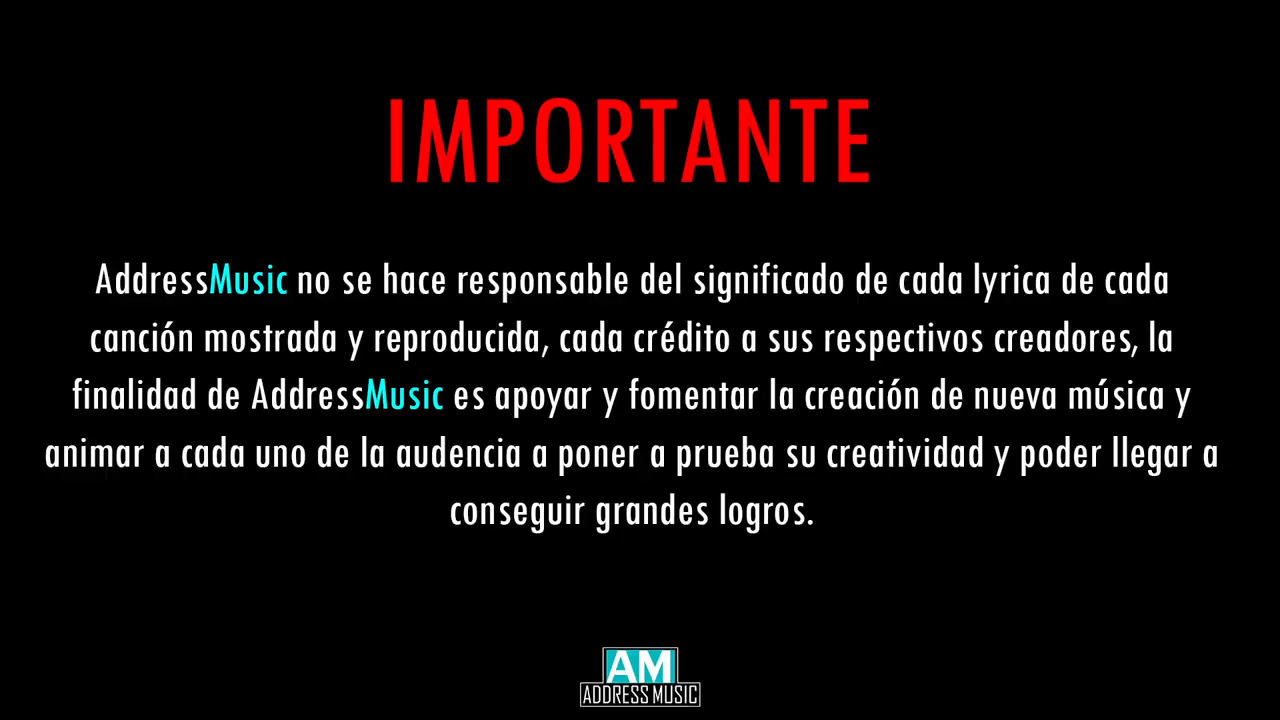 IMPORTANTE
AddressMusic no se hace responsable del significado de cada lyrica de cada
canción mostrada y reproducida, cada crédito a sus respectivos creadores, la
finalidad de AddressMusic es apoyar y fomentar la creación de nueva música y
animar a cada uno de la audencia a poner a prueba su creatividad y poder llegar a
conseguir grandes logros.
AM
ADDRESS MUSIC